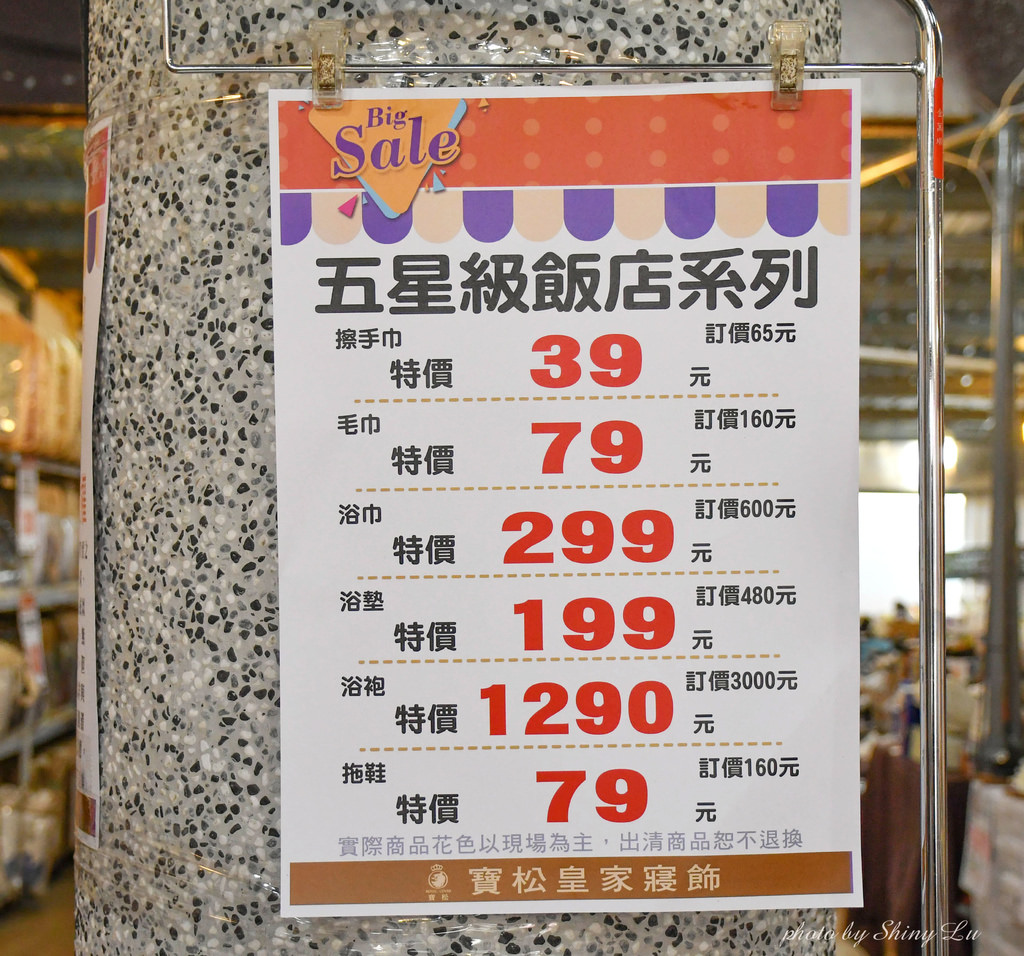 Big
Sale
五星級飯店系列
擦手巾
訂價65元
特價 39 元
毛巾
訂價160元
特價 79 元
浴巾
訂價600元
特價 299 元
浴墊
訂價480元
特價 199 元
浴袍
訂價3000元
特價 1290 元
拖鞋
訂價160元
特價 79 元
實際商品花色以現場為主，出清商品恕不退換
寶松皇家寢飾
寶松
photo by Shiny Lu